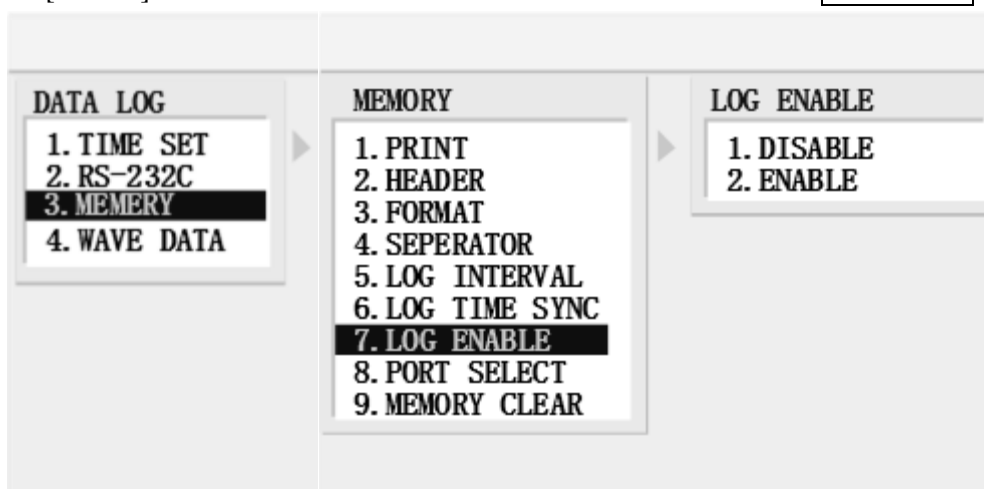 DATA LOG
1. TIME SET
2. RS-232C
3. MEMERY
4. WAVE DATA
MEMORY
1. PRINT
2. HEADER
3. FORMAT
4. SEPERATOR
5. LOG INTERVAL
6. LOG TIME SYNC
7. LOG ENABLE
8. PORT SELECT
9. MEMORY CLEAR
LOG ENABLE
1. DISABLE
2. ENABLE